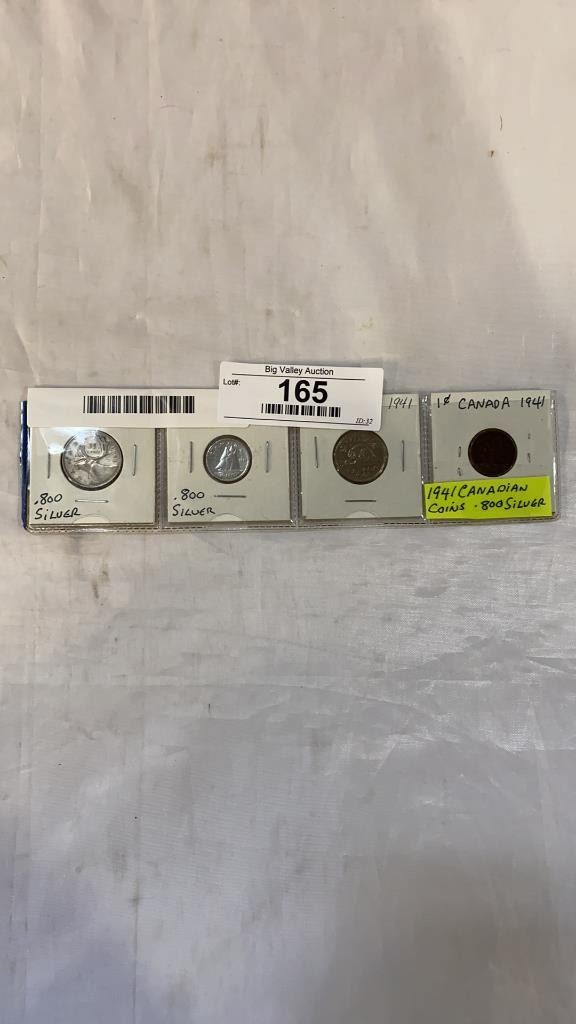 Big Valley Auction
Lot#:
165
ID:32
.800
SILVER
.800
SILVER
1941
1¢ CANADA 1941
1941 CANADIAN
COINS .800 SILVER